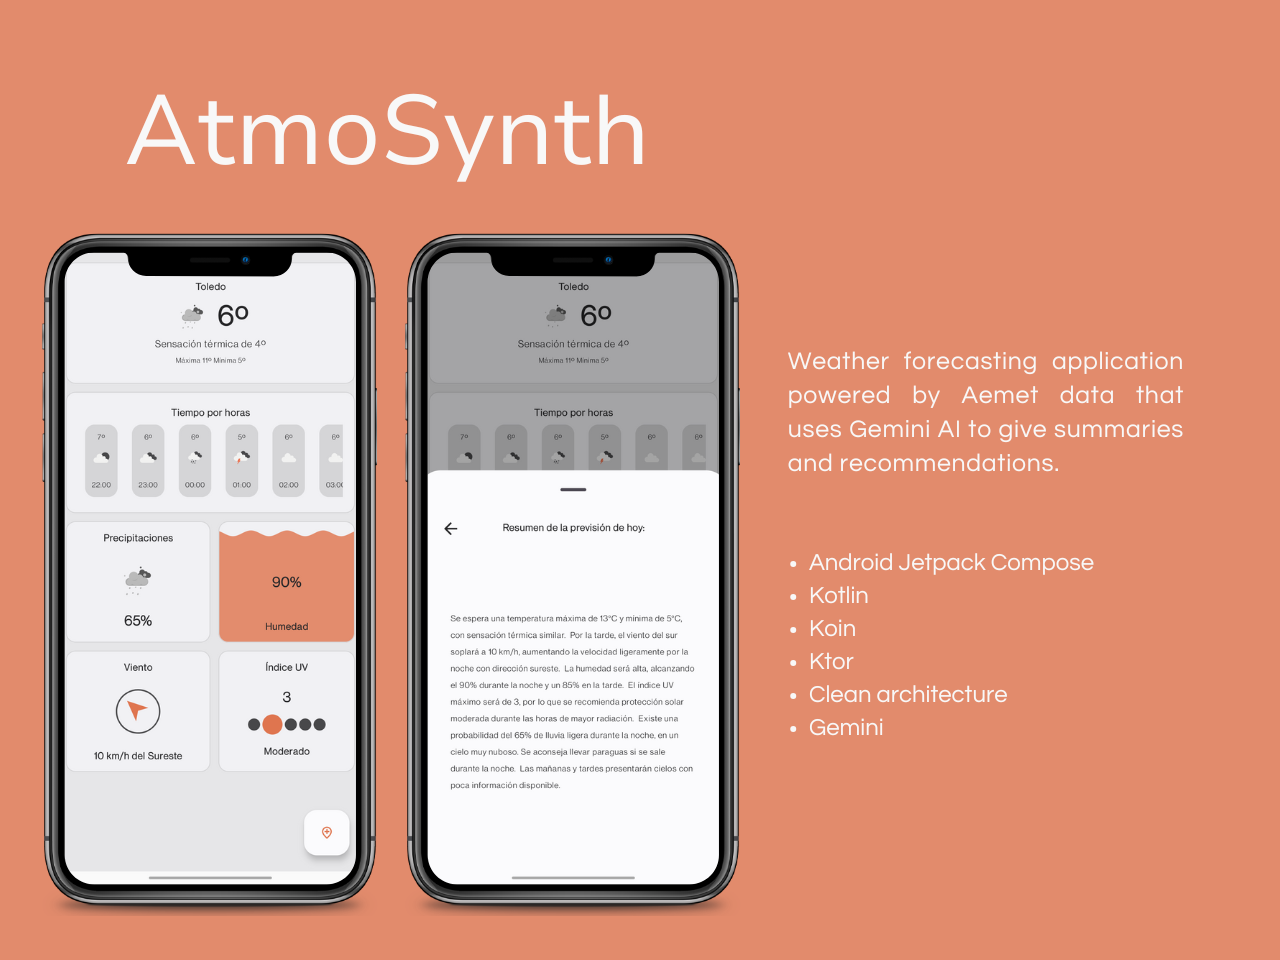 AtmoSynth
Toledo
6º
Sensación térmica de 4º
Máxima 11º Minima 5º
Tiempo por horas
7º 6º 6º 5º 6º 6º
22:00 23:00 00:00 01:00 02:00 03:0
Precipitaciones
65%
90%
Humedad
Viento
10 km/h del Sureste
Índice UV
3
Moderado
Toledo
6º
Sensación térmica de 4º
Máxima 11º Minima 5º
Tiempo por horas
7º 6º 6º 5º 6º 6º
Resumen de la previsión de hoy:
Se espera una temperatura máxima de 13°C y mínima de 5°C,
con sensación térmica similar. Por la tarde, el viento del sur
soplará a 10 km/h, aumentando la velocidad ligeramente por la
noche con dirección sureste. La humedad será alta, alcanzando
el 90% durante la noche y un 85% en la tarde. El índice UV
máximo será de 3, por lo que se recomienda protección solar
moderada durante las horas de mayor radiación. Existe una
probabilidad del 65% de lluvia ligera durante la noche, en un
cielo muy nuboso. Se aconseja llevar paraguas si se sale
durante la noche. Las mañanas y tardes presentarán cielos con
poca información disponible.
Weather forecasting application
powered by Aemet data that
uses Gemini AI to give summaries
and recommendations.
• Android Jetpack Compose
• Kotlin
• Koin
• Ktor
• Clean architecture
• Gemini